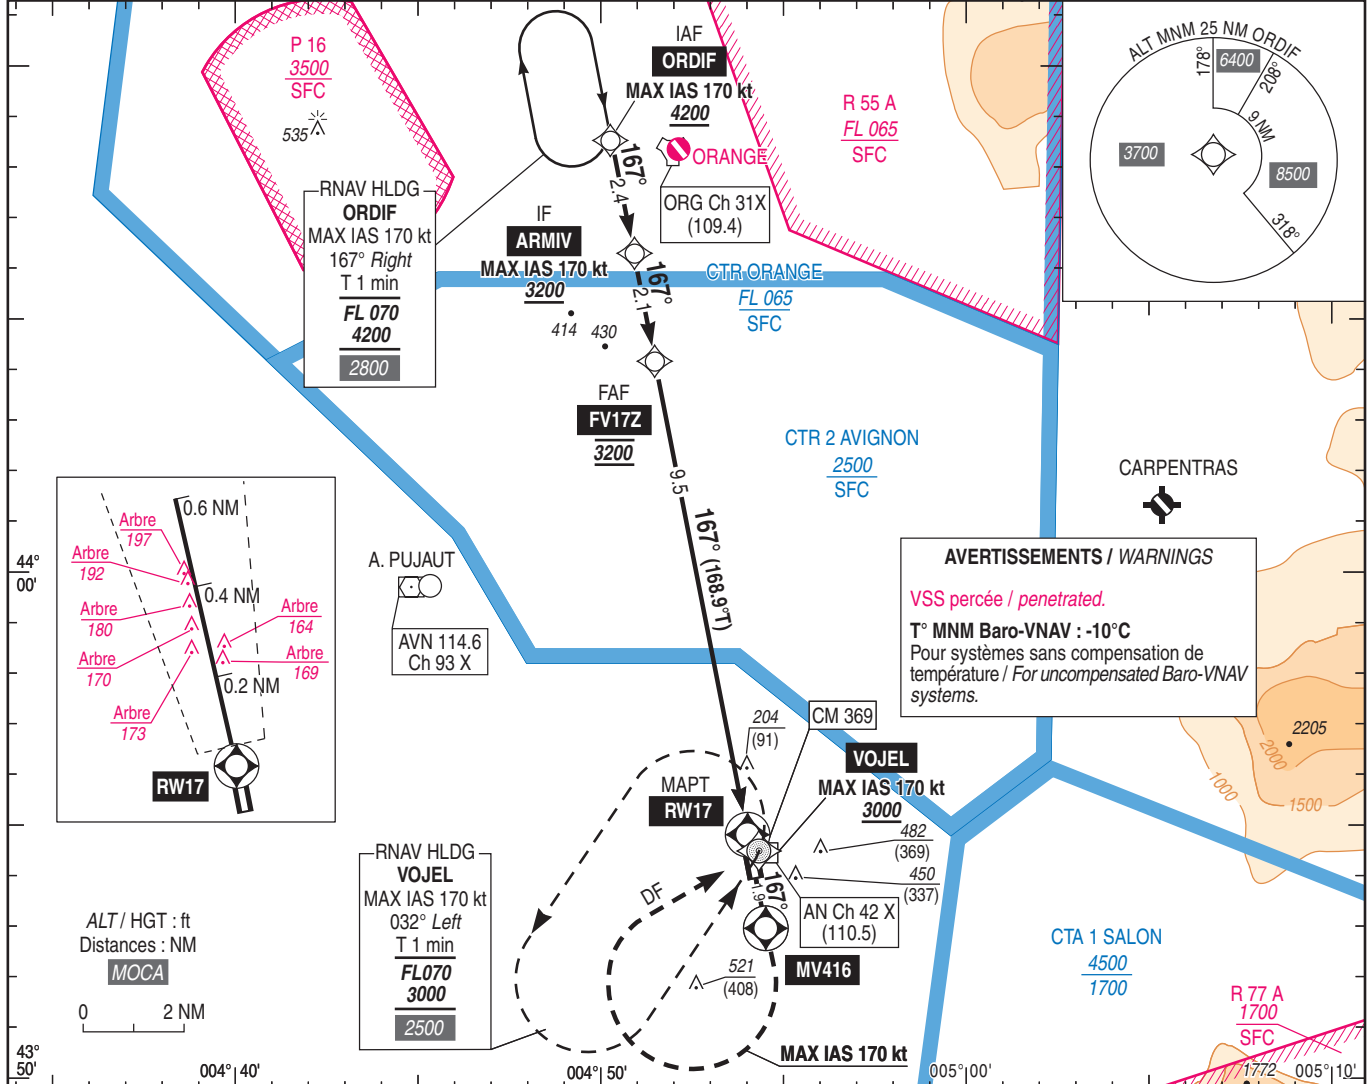 P 16
3500
SFC
535
IAF
ORDIF
MAX IAS 170 kt
4200
167°
2.4
ORANGE
ORG Ch 31X
(109.4)
R 55 A
FL 065
SFC
ALT MNM 25 NM ORDIF
178°
6400
208°
9 NM
3700
8500
318°
RNAV HLDG
ORDIF
MAX IAS 170 kt
167° Right
T 1 min
FL 070
4200
2800
IF
ARMIV
MAX IAS 170 kt
3200
167°
2.1
414
430
CTR ORANGE
FL 065
SFC
FAF
FV17Z
3200
9.5
167° (168.9°T)
CTR 2 AVIGNON
2500
SFC
CARPENTRAS
44°
00'
0.6 NM
Arbre
197
Arbre
192
0.4 NM
Arbre
180
Arbre
164
Arbre
170
Arbre
169
0.2 NM
Arbre
173
RW17
A. PUJAUT
AVN 114.6
Ch 93 X
AVERTISSEMENTS / WARNINGS
VSS percée / penetrated.
T° MNM Baro-VNAV : -10°C
Pour systèmes sans compensation de
température / For uncompensated Baro-VNAV
systems.
2205
2000
1500
1000
204
(91)
CM 369
VOJEL
MAX IAS 170 kt
3000
MAPT
RW17
482
(369)
450
(337)
167°
1.9
AN Ch 42 X
(110.5)
DF
MV416
521
(408)
MAX IAS 170 kt
RNAV HLDG
VOJEL
MAX IAS 170 kt
032° Left
T 1 min
FL070
3000
2500
ALT / HGT : ft
Distances : NM
MOCA
0
2 NM
CTA 1 SALON
4500
1700
R 77 A
1700
SFC
1772
43°
50'
004° 40'
004° 50'
005° 00'
005° 10'